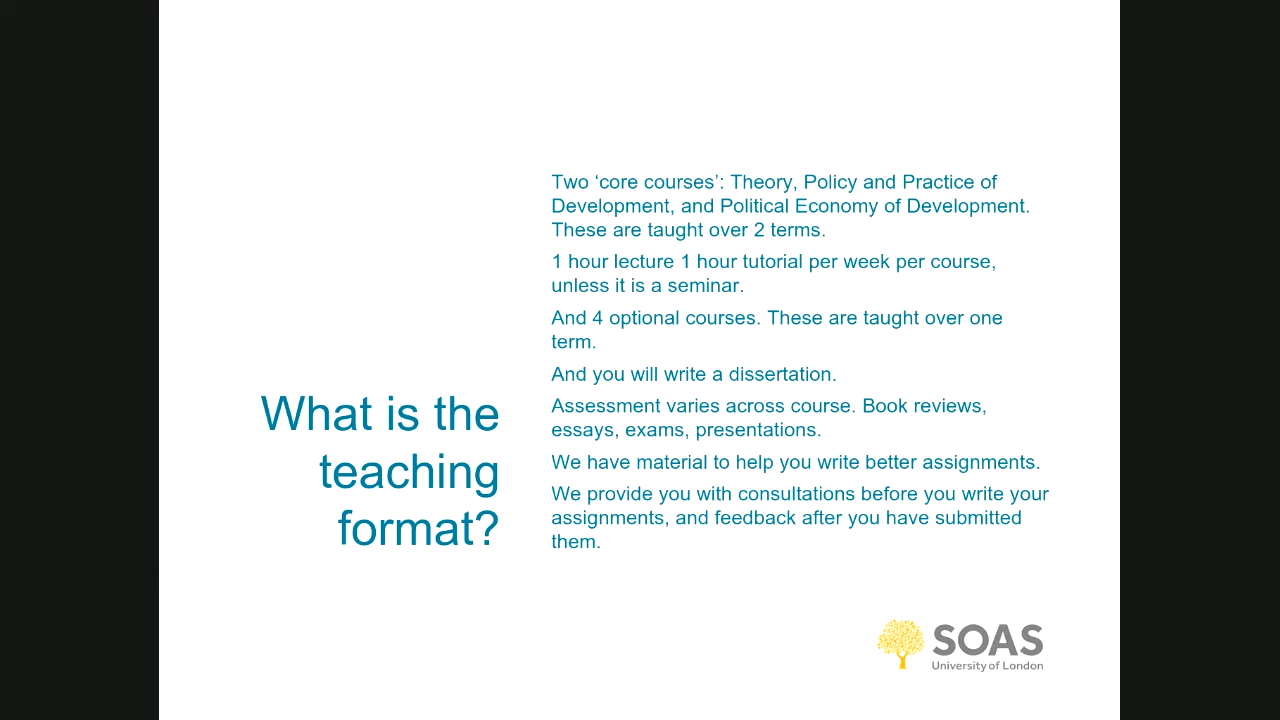 What is the
teaching
format?
Two ‘core courses’: Theory, Policy and Practice of
Development, and Political Economy of Development.
These are taught over 2 terms.
1 hour lecture 1 hour tutorial per week per course,
unless it is a seminar.
And 4 optional courses. These are taught over one
term.
And you will write a dissertation.
Assessment varies across course. Book reviews,
essays, exams, presentations.
We have material to help you write better assignments.
We provide you with consultations before you write your
assignments, and feedback after you have submitted
them.
SOAS
University of London